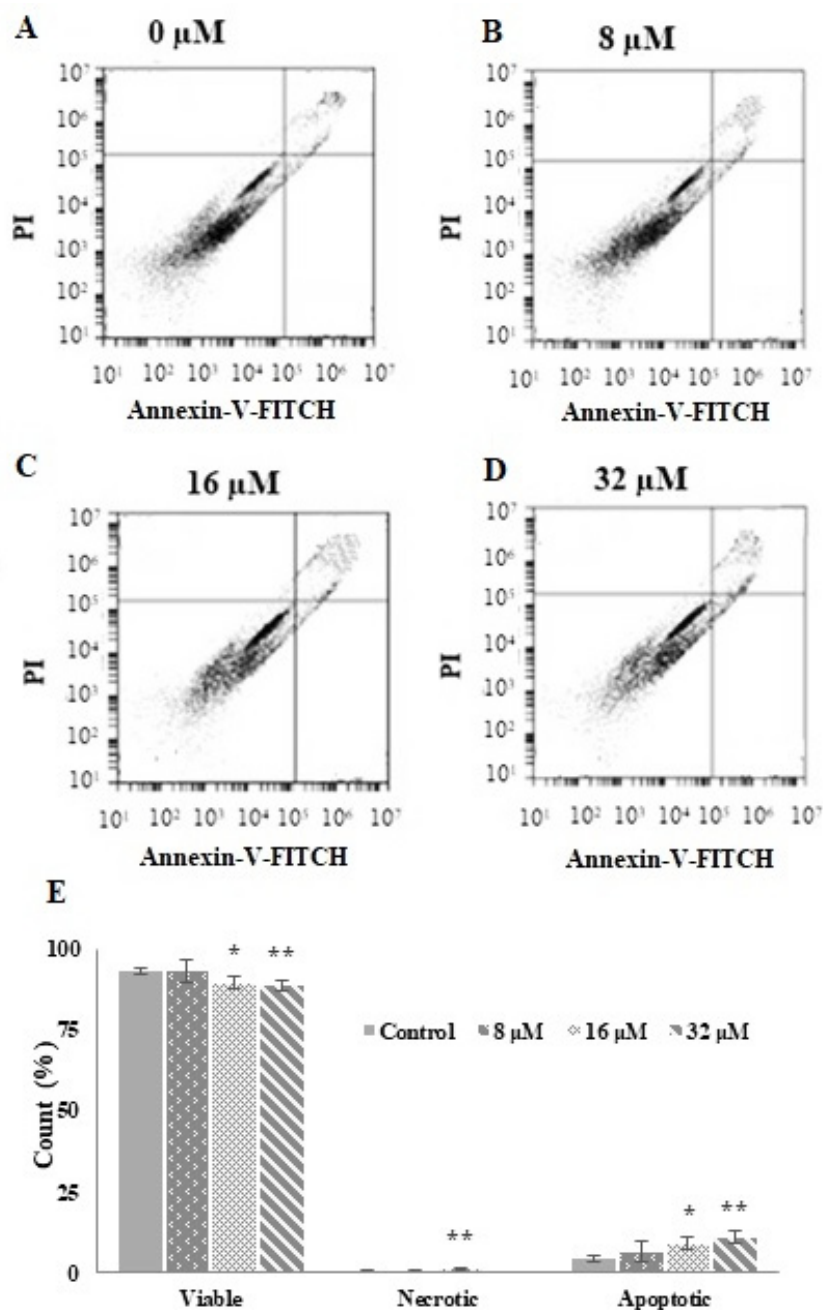 A
0 µM
PI
10⁷
10⁶
10⁵
10⁴
10³
10²
10¹
10¹ 10² 10³ 10⁴ 10⁵ 10⁶ 10⁷
Annexin-V-FITCH
B
8 µM
PI
10⁷
10⁶
10⁵
10⁴
10³
10²
10¹
10¹ 10² 10³ 10⁴ 10⁵ 10⁶ 10⁷
Annexin-V-FITCH
C
16 µM
PI
10⁷
10⁶
10⁵
10⁴
10³
10²
10¹
10¹ 10² 10³ 10⁴ 10⁵ 10⁶ 10⁷
Annexin-V-FITCH
D
32 µM
PI
10⁷
10⁶
10⁵
10⁴
10³
10²
10¹
10¹ 10² 10³ 10⁴ 10⁵ 10⁶ 10⁷
Annexin-V-FITCH
E
Count (%)
100
75
50
25
0
* **
Control 8 µM 16 µM 32 µM
**
* **
Viable Necrotic Apoptotic